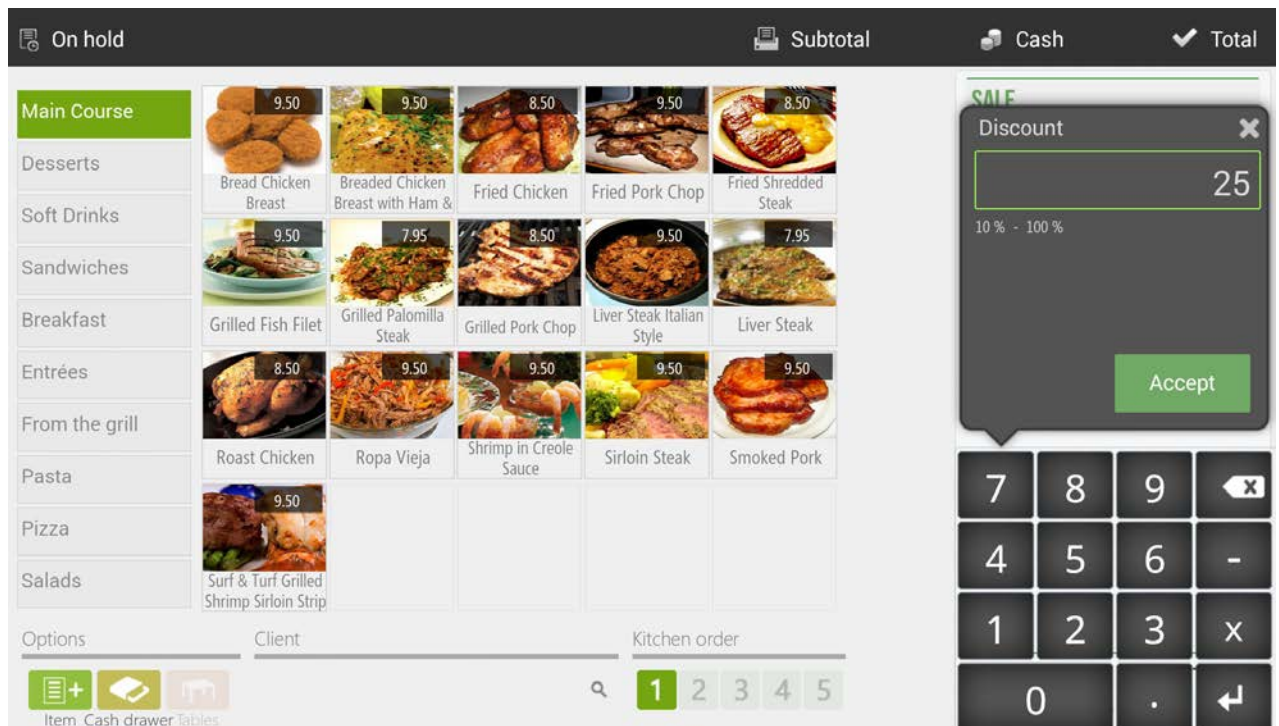 On hold
Subtotal
Cash
Total
Main Course
Desserts
Soft Drinks
Sandwiches
Breakfast
Entrées
From the grill
Pasta
Pizza
Salads
9.50
Bread Chicken
Breast
9.50
Breaded Chicken
Breast with Ham &
8.50
Fried Chicken
9.50
Fried Pork Chop
8.50
Fried Shredded
Steak
9.50
Grilled Fish Filet
7.95
Grilled Palomilla
Steak
8.50
Grilled Pork Chop
9.50
Liver Steak Italian
Style
7.95
Liver Steak
8.50
Roast Chicken
9.50
Ropa Vieja
9.50
Shrimp in Creole
Sauce
9.50
Sirloin Steak
9.50
Smoked Pork
9.50
Surf & Turf Grilled
Shrimp Sirloin Strip
SALE
Discount
25
10 % - 100 %
Accept
7 8 9 x
4 5 6 -
1 2 3 x
0 .
Options
Client
Kitchen order
Item
Cash drawer
Tables
1 2 3 4 5